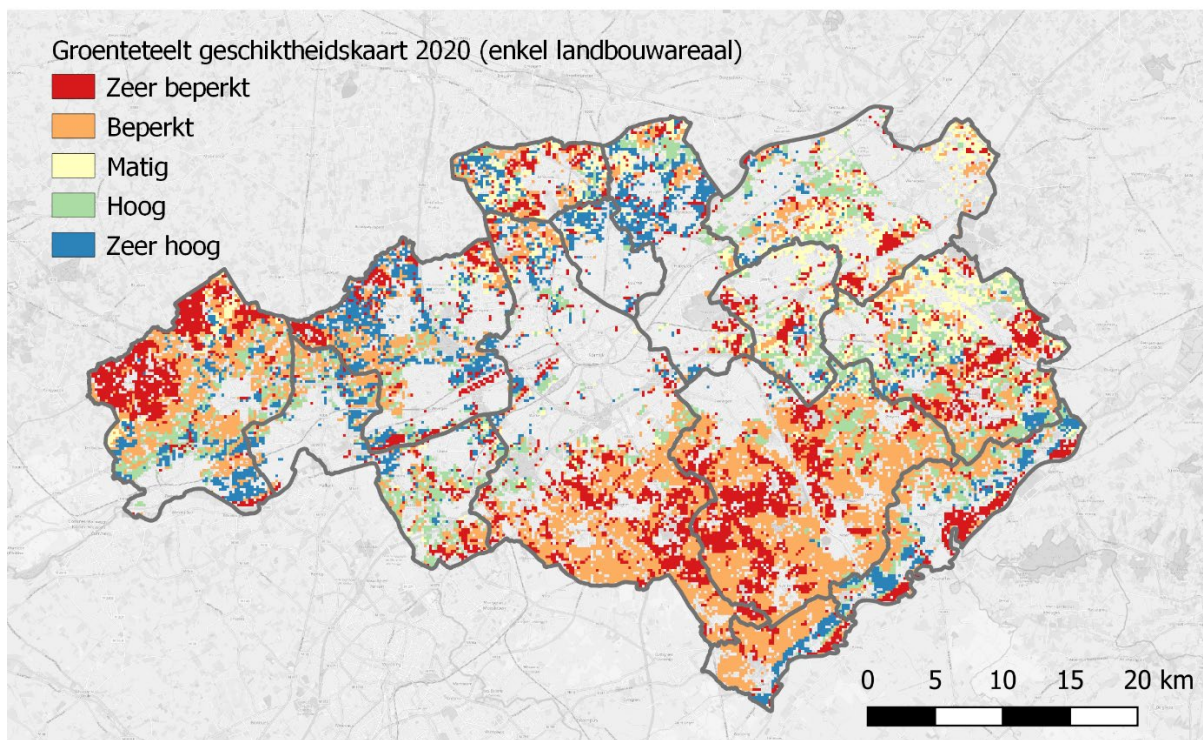 Groenteteelt geschiktheidskaart 2020 (enkel landbouwareaal)
Zeer beperkt
Beperkt
Matig
Hoog
Zeer hoog
0 5 10 15 20 km